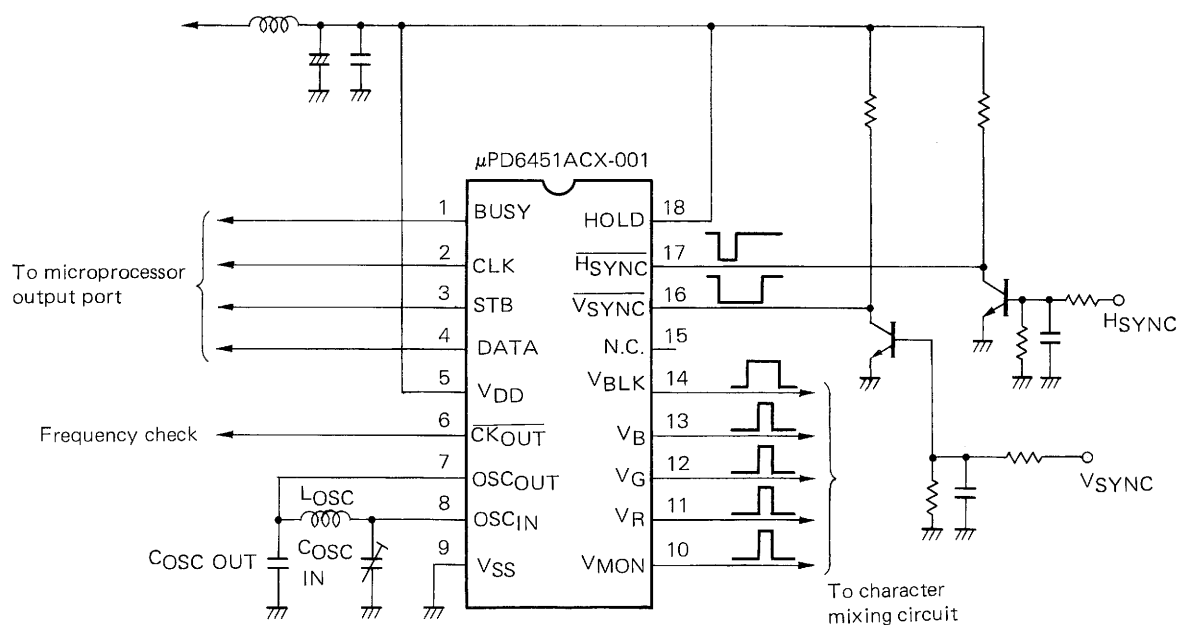 µPD6451ACX-001
1 BUSY
2 CLK
3 STB
4 DATA
5 VDD
6 CKOUT
7 OSCOUT
8 OSCIN
9 VSS
HOLD 18
HSYNC 17
VSYNC 16
N.C. 15
VBLK 14
VB 13
VG 12
VR 11
VMON 10
To microprocessor
output port
Frequency check
LOSC
COSC OUT
COSC
IN
HSYNC
VSYNC
To character
mixing circuit